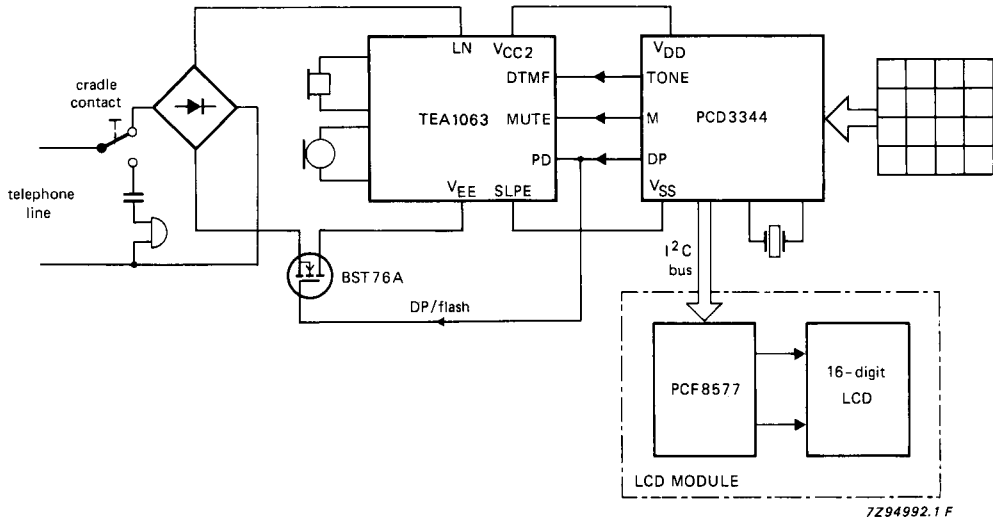 LN
VCC2
VDD
DTMF
TONE
cradle
contact
TEA1063
MUTE
M
PCD3344
PD
DP
telephone
line
VEE
SLPE
VSS
I²C
bus
BST76A
DP/flash
PCF8577
16-digit
LCD
LCD MODULE
7Z94992.1 F